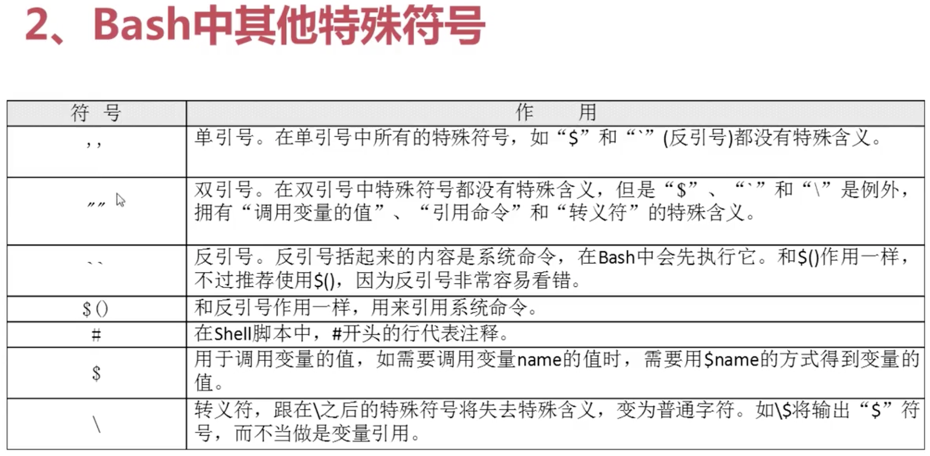 2、Bash中其他特殊符号
符 号 作 用
’’ 单引号。在单引号中所有的特殊符号，如“$”和“`”(反引号)都没有特殊含义。
"" 双引号。在双引号中特殊符号都没有特殊含义，但是“$”、“`”和“\”是例外，
拥有“调用变量的值”、“引用命令”和“转义符”的特殊含义。
`` 反引号。反引号括起来的内容是系统命令，在Bash中会先执行它。和$()作用一样，
不过推荐使用$()，因为反引号非常容易看错。
$() 和反引号作用一样，用来引用系统命令。
# 在Shell脚本中，#开头的行代表注释。
$ 用于调用变量的值，如需要调用变量name的值时，需要用$name的方式得到变量的
值。
\ 转义符，跟在\之后的特殊符号将失去特殊含义，变为普通字符。如\$将输出“$”符
号，而不当做是变量引用。